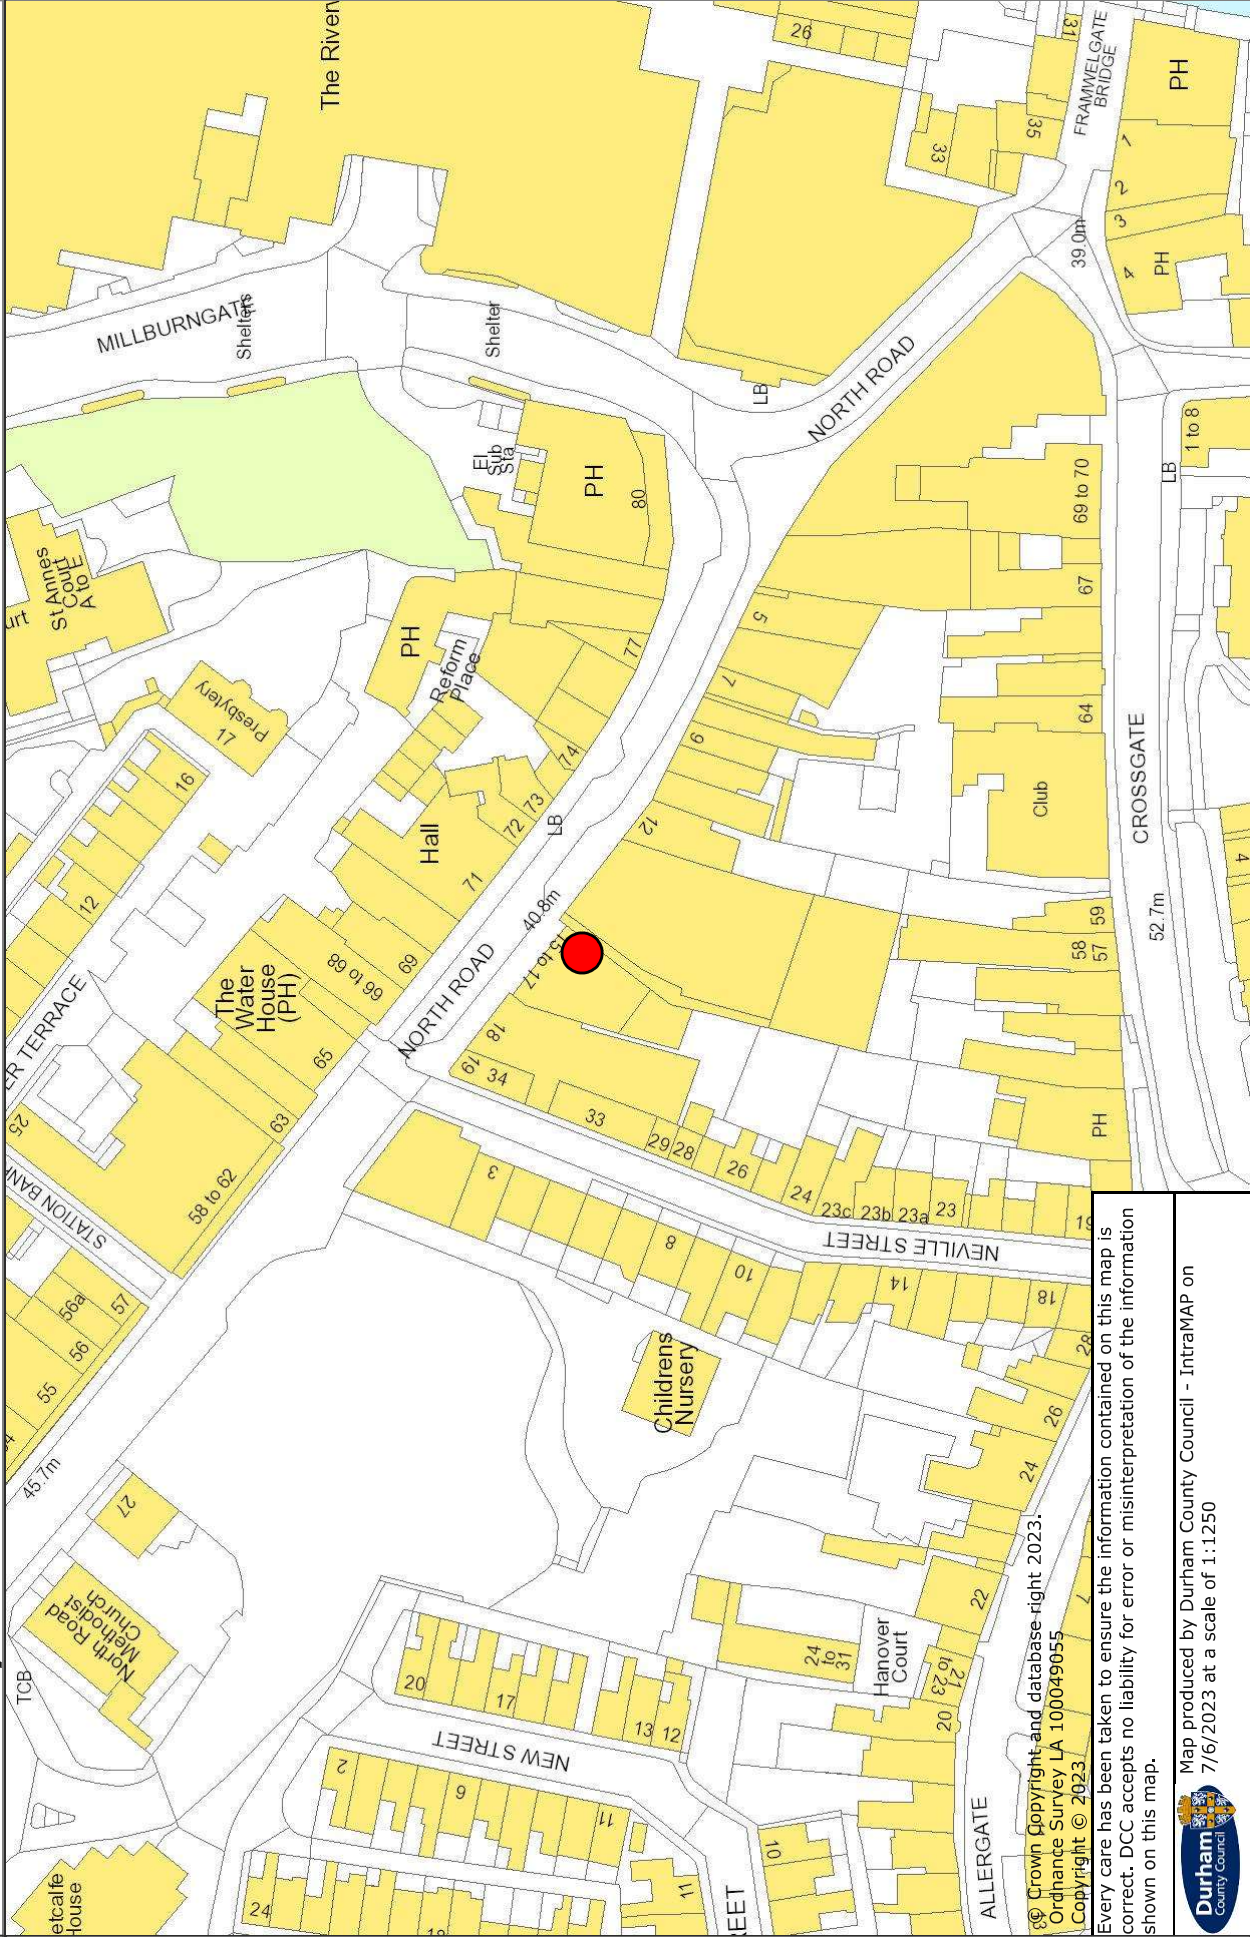 The River
26
31
FRAMWELGATE
BRIDGE
PH
33
35
1
2
3
4
PH
39.0m
MILLBURNGATE
Shelters
Shelter
LB
NORTH ROAD
El
Sub
Sta
PH
80
St Annes
Court
A to E
urt
PH
Reform
Place
77
5
7
9
12
69 to 70
67
64
LB
1 to 8
Presbytery
17
16
12
74
73
72
LB
Hall
71
Club
CROSSGATE
4
40.8m
59
58
57
52.7m
ER TERRACE
The
Water
House
(PH)
66 to 68
69
65
63
NORTH ROAD
15 to 17
18
19
34
33
29
28
26
24
23c
23b
23a
23
19
PH
25
STATION BANK
58 to 62
3
8
10
14
18
NEVILLE STREET
56a
57
56
55
45.7m
Childrens
Nursery
28
26
24
27
North Road
Methodist
Church
TCB
20
17
13
12
NEW STREET
2
6
11
24
to
31
Hanover
Court
22
21
to 23
20
7
ALLERGATE
10
11
REET
etcalfe
House
24
© Crown Copyright and database right 2023.
Ordnance Survey LA 100049055
Copyright © 2023
Every care has been taken to ensure the information contained on this map is
correct. DCC accepts no liability for error or misinterpretation of the information
shown on this map.
Durham
County Council
Map produced by Durham County Council - IntraMAP on
7/6/2023 at a scale of 1:1250